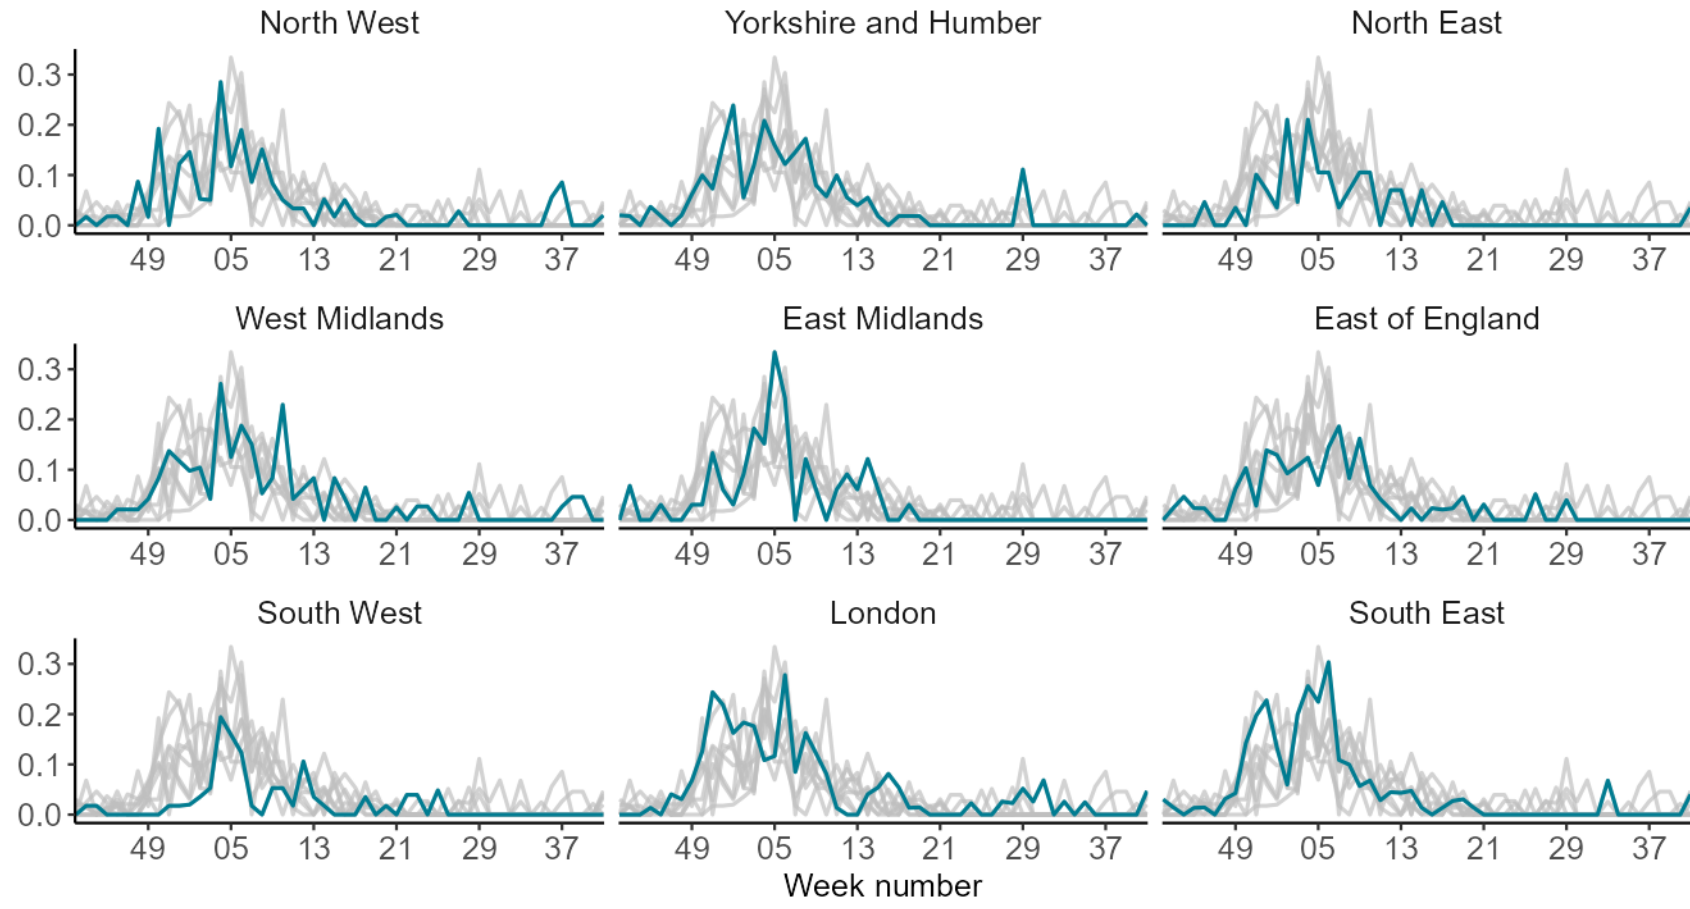 North West Yorkshire and Humber North East
0.3
0.2
0.1
0.0
49 05 13 21 29 37 49 05 13 21 29 37 49 05 13 21 29 37
West Midlands East Midlands East of England
0.3
0.2
0.1
0.0
49 05 13 21 29 37 49 05 13 21 29 37 49 05 13 21 29 37
South West London South East
0.3
0.2
0.1
0.0
49 05 13 21 29 37 49 05 13 21 29 37 49 05 13 21 29 37
Week number